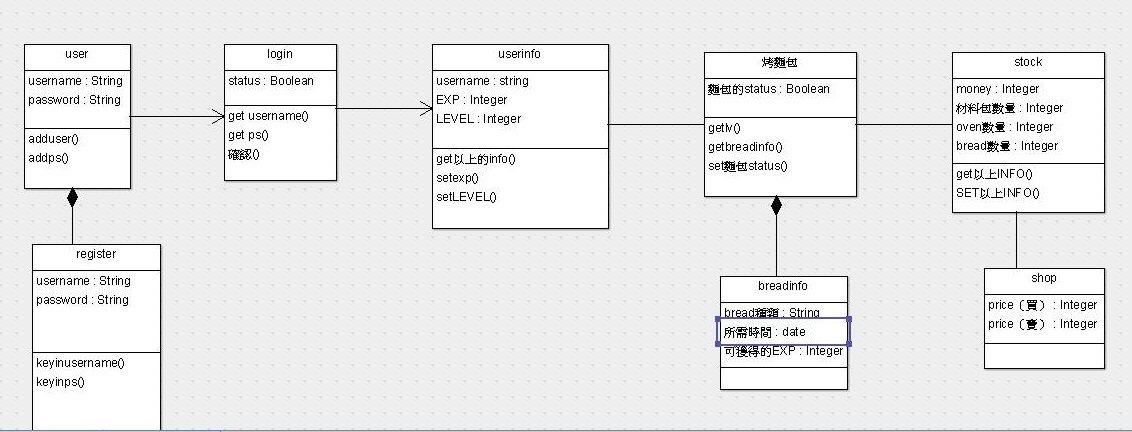 user
username : String
password : String
adduser()
addps()
login
status : Boolean
get username()
get ps()
確認()
userinfo
username : string
EXP : Integer
LEVEL : Integer
get以上的info()
setexp()
setLEVEL()
烤麵包
麵包的status : Boolean
getlv()
getbreadinfo()
set麵包status()
stock
money : Integer
材料包數量 : Integer
oven數量 : Integer
bread數量 : Integer
get以上INFO()
SET以上INFO()
register
username : String
password : String
keyinusername()
keyinps()
breadinfo
bread種類 : String
所需時間 : date
可獲得的EXP : Integer
shop
price（買） : Integer
price（賣） : Integer